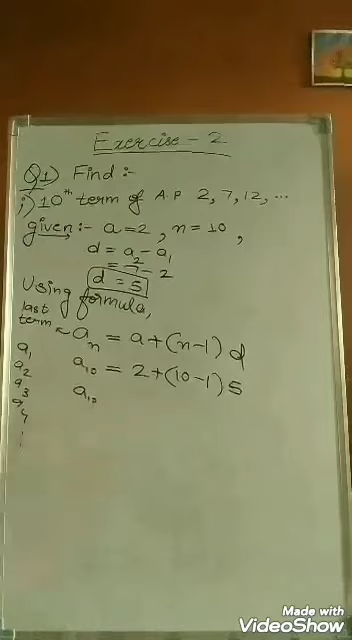 Exercise - 2
Q1) Find :-
i) 10th term of A.P 2, 7, 12, ...
given :- a = 2, n = 10,
d = a2 - a1
= 7 - 2
d = 5
Using formula,
last term ~ an = a + (n-1) d
a10 = 2 + (10-1) 5
a10
a1
a2
a3
a4
⋮
Made with
VideoShow